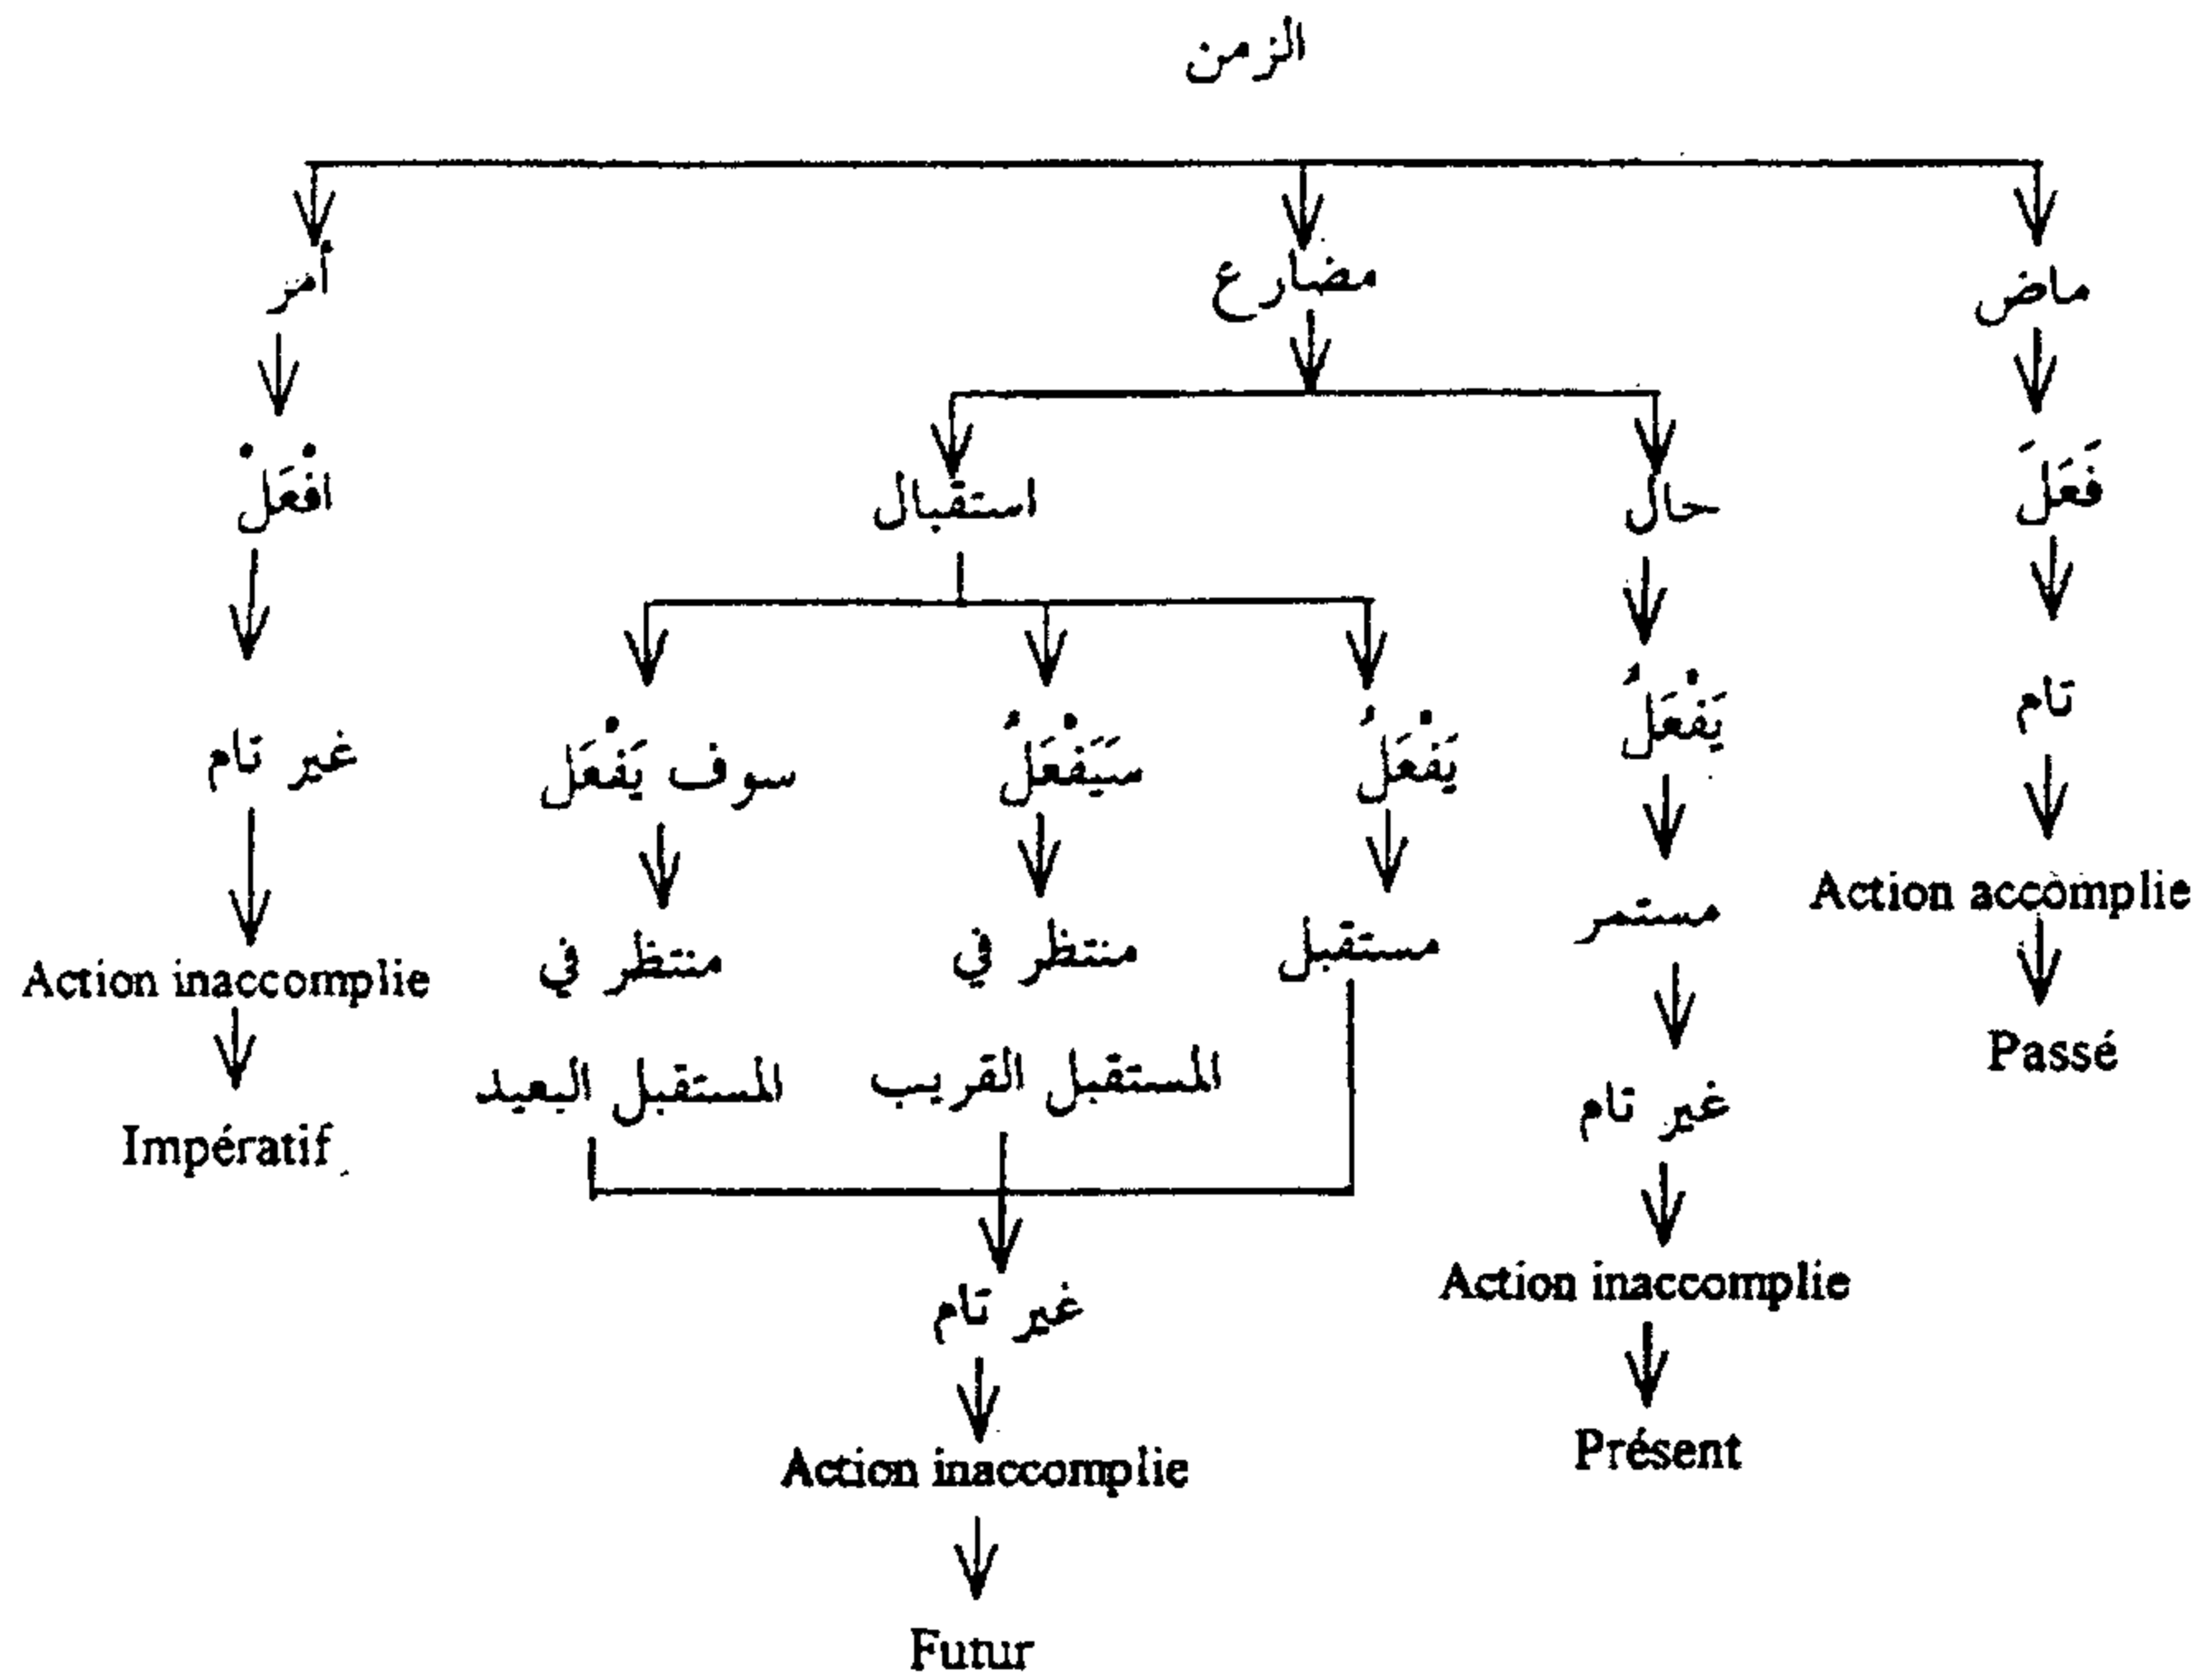 الزمن
ماض
مضارع
أمر
حال
استقبال
فَعَلَ
افْعَلْ
يَفْعَلُ
يَفْعَلُ
سَيَفْعَلُ
سوف يَفْعَل
تام
غير تام
Action accomplie
مستمر
مستقبل
منتظر في
المستقبل القريب
منتظر في
المستقبل البعيد
Action inaccomplie
Passé
غير تام
Impératif
Action inaccomplie
غير تام
Présent
Action inaccomplie
Futur